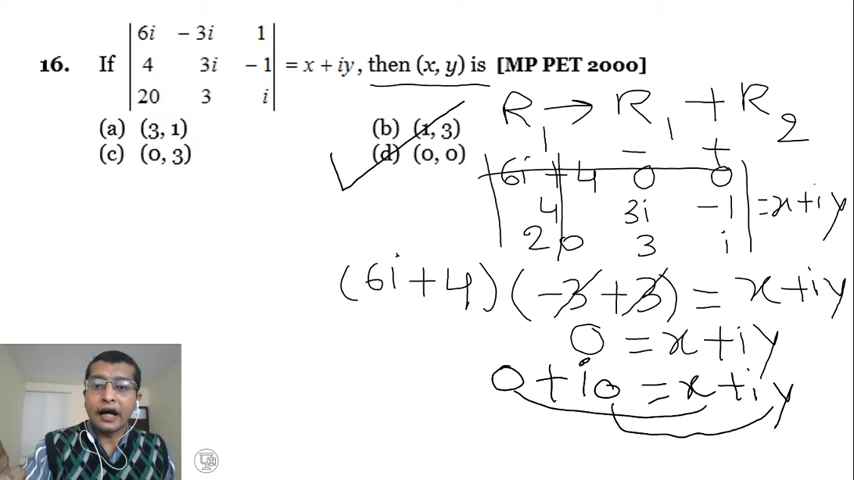 16. If | 6i − 3i 1 | = x + iy, then (x, y) is [MP PET 2000]
| 4 3i − 1 |
| 20 3 i |
(a) (3, 1) (b) (1, 3)
(c) (0, 3) (d) (0, 0)
R1 → R1 + R2
− +
| 6i + 4 0 0 |
| 4 3i −1 | = x + iy
| 20 3 i |
(6i + 4) (−3 + 3) = x + iy
0 = x + iy
0 + i0 = x + iy